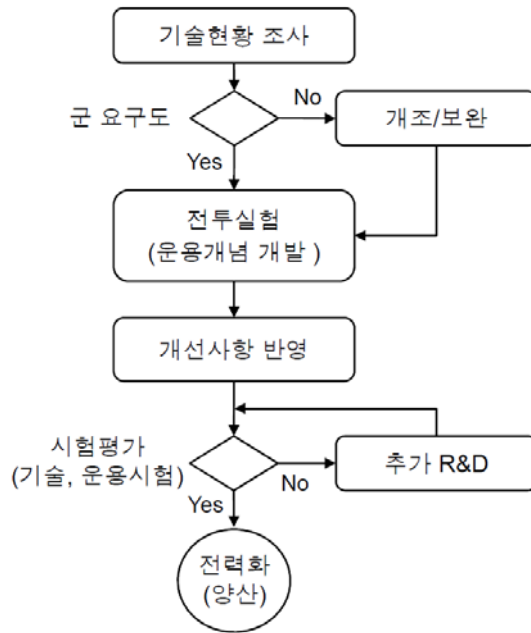 기술현황 조사
군 요구도
No
개조/보완
Yes
전투실험
(운용개념 개발 )
개선사항 반영
시험평가
(기술, 운용시험)
No
추가 R&D
Yes
전력화
(양산)